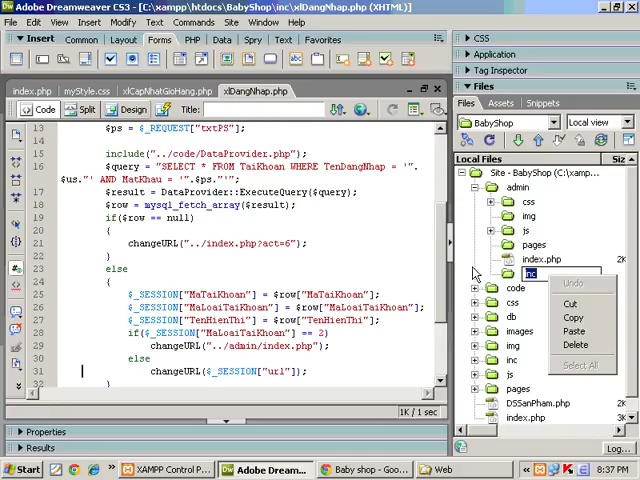 Adobe Dreamweaver CS3 - [C:\xampp\htdocs\BabyShop\inc\xlDangNhap.php (XHTML)]
File Edit View Insert Modify Text Commands Site Window Help
Insert Common Layout Forms PHP Data Spry Text Favorites
index.php myStyle.css xlCapNhatGioHang.php xlDangNhap.php
Code Split Design Title:
13 $ps = $_REQUEST["txtPS"];
14
15 include("../code/DataProvider.php");
16 $query = "SELECT * FROM TaiKhoan WHERE TenDangNhap = '".
$us."' AND MatKhau = '".$ps."'";
17 $result = DataProvider::ExecuteQuery($query);
18 $row = mysql_fetch_array($result);
19 if($row == null)
20 {
21 changeURL("../index.php?act=6");
22 }
23 else
24 {
25 $_SESSION["MaTaiKhoan"] = $row["MaTaiKhoan"];
26 $_SESSION["MaLoaiTaiKhoan"] = $row["MaLoaiTaiKhoan"];
27 $_SESSION["TenHienThi"] = $row["TenHienThi"];
28 if($_SESSION["MaLoaiTaiKhoan"] == 2)
29 changeURL("../admin/index.php");
30 else
31 changeURL($_SESSION["url"]);
32 }
1K / 1 sec
Properties
Results
CSS
Application
Tag Inspector
Files
Files Assets Snippets
BabyShop Local view
Local Files Siz
Site - BabyShop (C:\xamp...
admin
css
img
js
pages
index.php 2K
inc
code
css
db
images
img
inc
js
pages
DSSanPham.php 2K
index.php 3K
Undo
Cut
Copy
Paste
Delete
Select All
Log...
Start XAMPP Control P... Adobe Dream... Baby shop - Goo... Web 8:37 PM